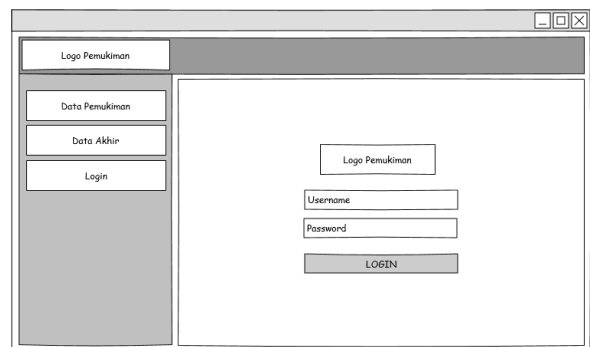 Logo Pemukiman
Data Pemukiman
Data Akhir
Login
Logo Pemukiman
Username
Password
LOGIN